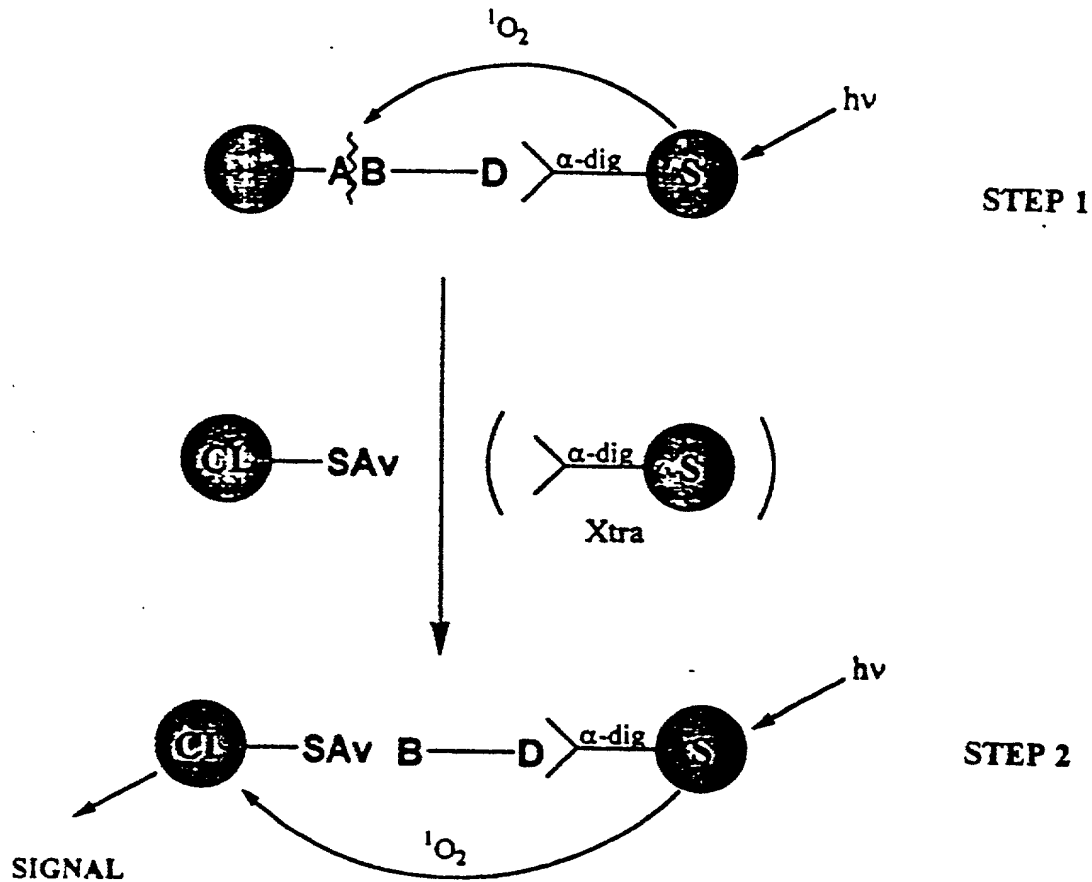 ¹O₂
hν
A B D α-dig S
STEP 1
CL SAv α-dig S
Xtra
hν
CL SAv B D α-dig S
STEP 2
¹O₂
SIGNAL